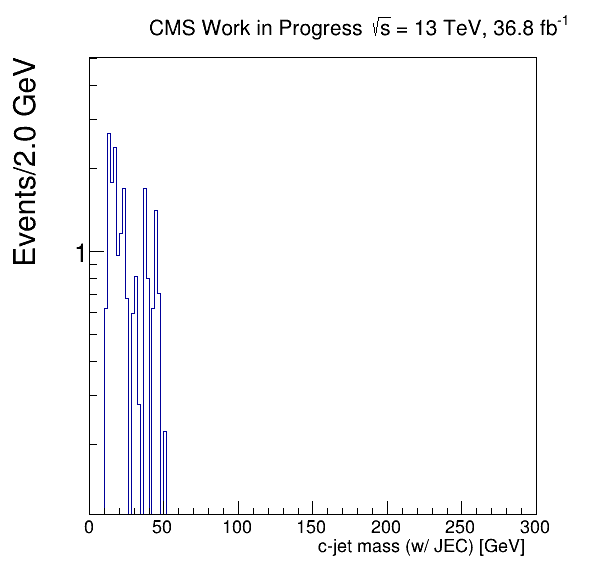 CMS Work in Progress √s = 13 TeV, 36.8 fb⁻¹
Events/2.0 GeV
1
0 50 100 150 200 250 300
c-jet mass (w/ JEC) [GeV]